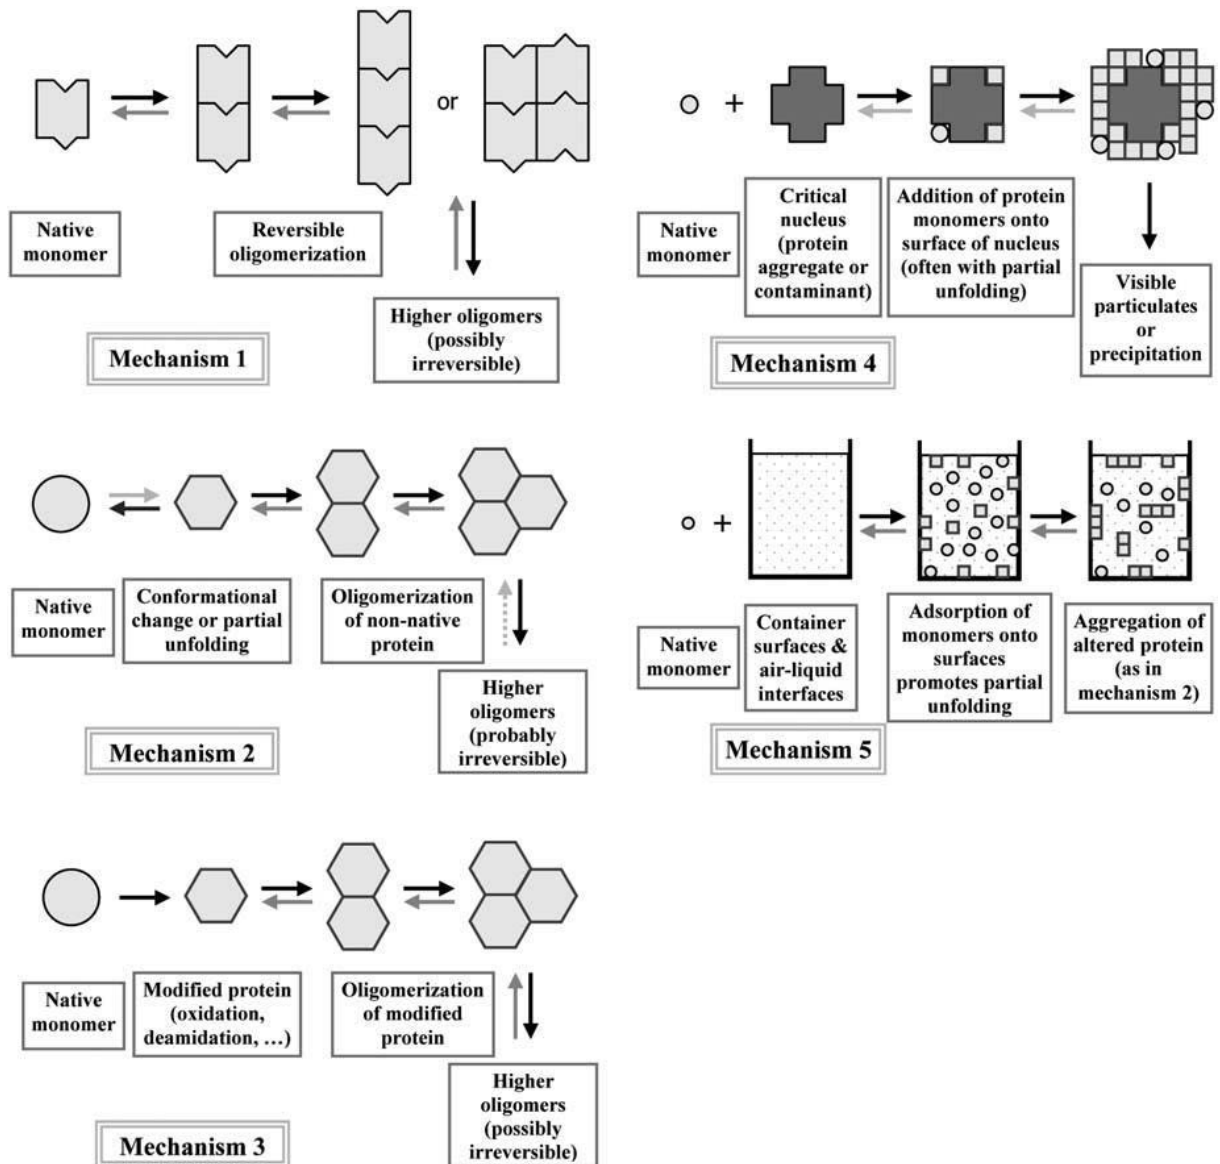 or
Native
monomer
Reversible
oligomerization
Higher oligomers
(possibly
irreversible)
Mechanism 1
Native
monomer
Conformational
change or partial
unfolding
Oligomerization
of non-native
protein
Higher
oligomers
(probably
irreversible)
Mechanism 2
Native
monomer
Modified protein
(oxidation,
deamidation, …)
Oligomerization
of modified
protein
Higher
oligomers
(possibly
irreversible)
Mechanism 3
+
Native
monomer
Critical
nucleus
(protein
aggregate or
contaminant)
Addition of protein
monomers onto
surface of nucleus
(often with partial
unfolding)
Visible
particulates
or
precipitation
Mechanism 4
+
Native
monomer
Container
surfaces &
air-liquid
interfaces
Adsorption of
monomers onto
surfaces
promotes partial
unfolding
Aggregation of
altered protein
(as in
mechanism 2)
Mechanism 5